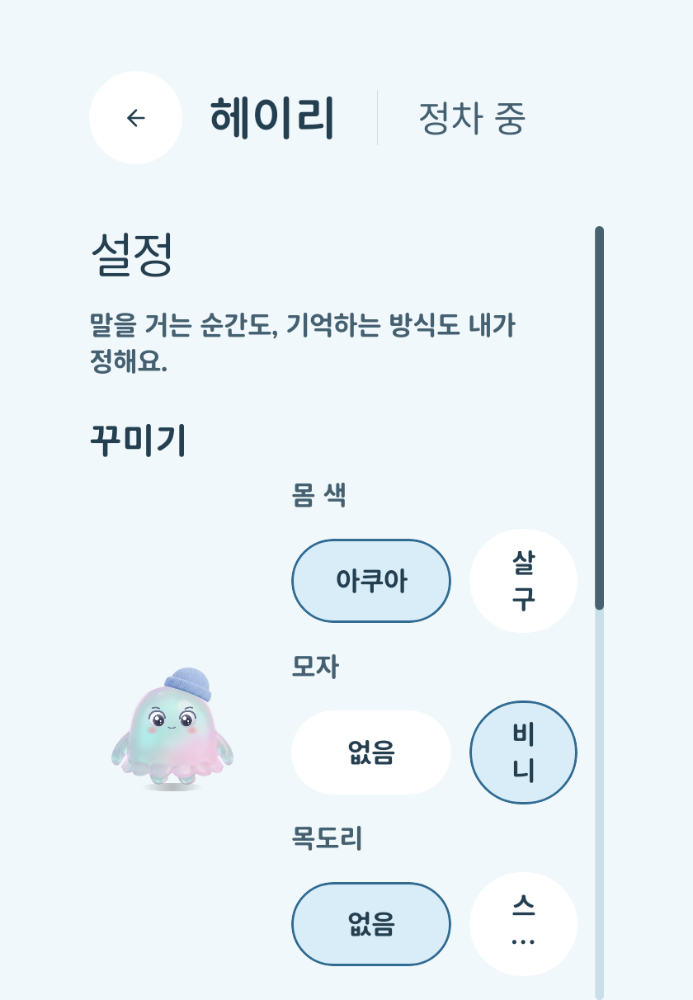 헤이리
정차 중
설정
말을 거는 순간도, 기억하는 방식도 내가
정해요.
꾸미기
몸 색
아쿠아
살
구
모자
없음
비
니
목도리
없음
스
...